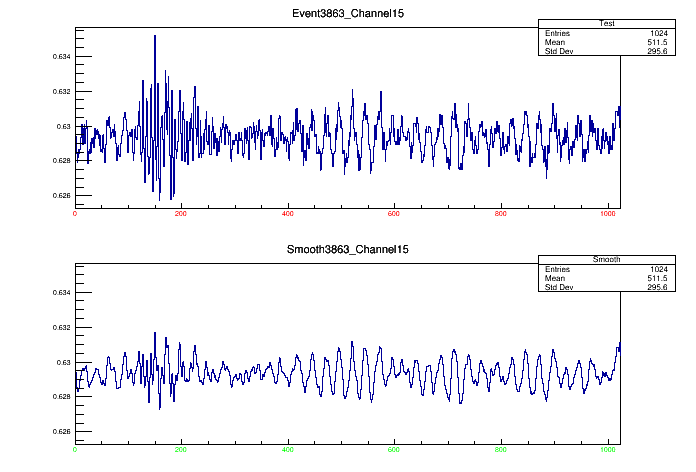 Event3863_Channel15
Test
Entries 1024
Mean 511.5
Std Dev 295.6
0.634
0.632
0.63
0.628
0.626
0 200 400 600 800 1000
Smooth3863_Channel15
Smooth
Entries 1024
Mean 511.5
Std Dev 295.6
0.634
0.632
0.63
0.628
0.626
0 200 400 600 800 1000